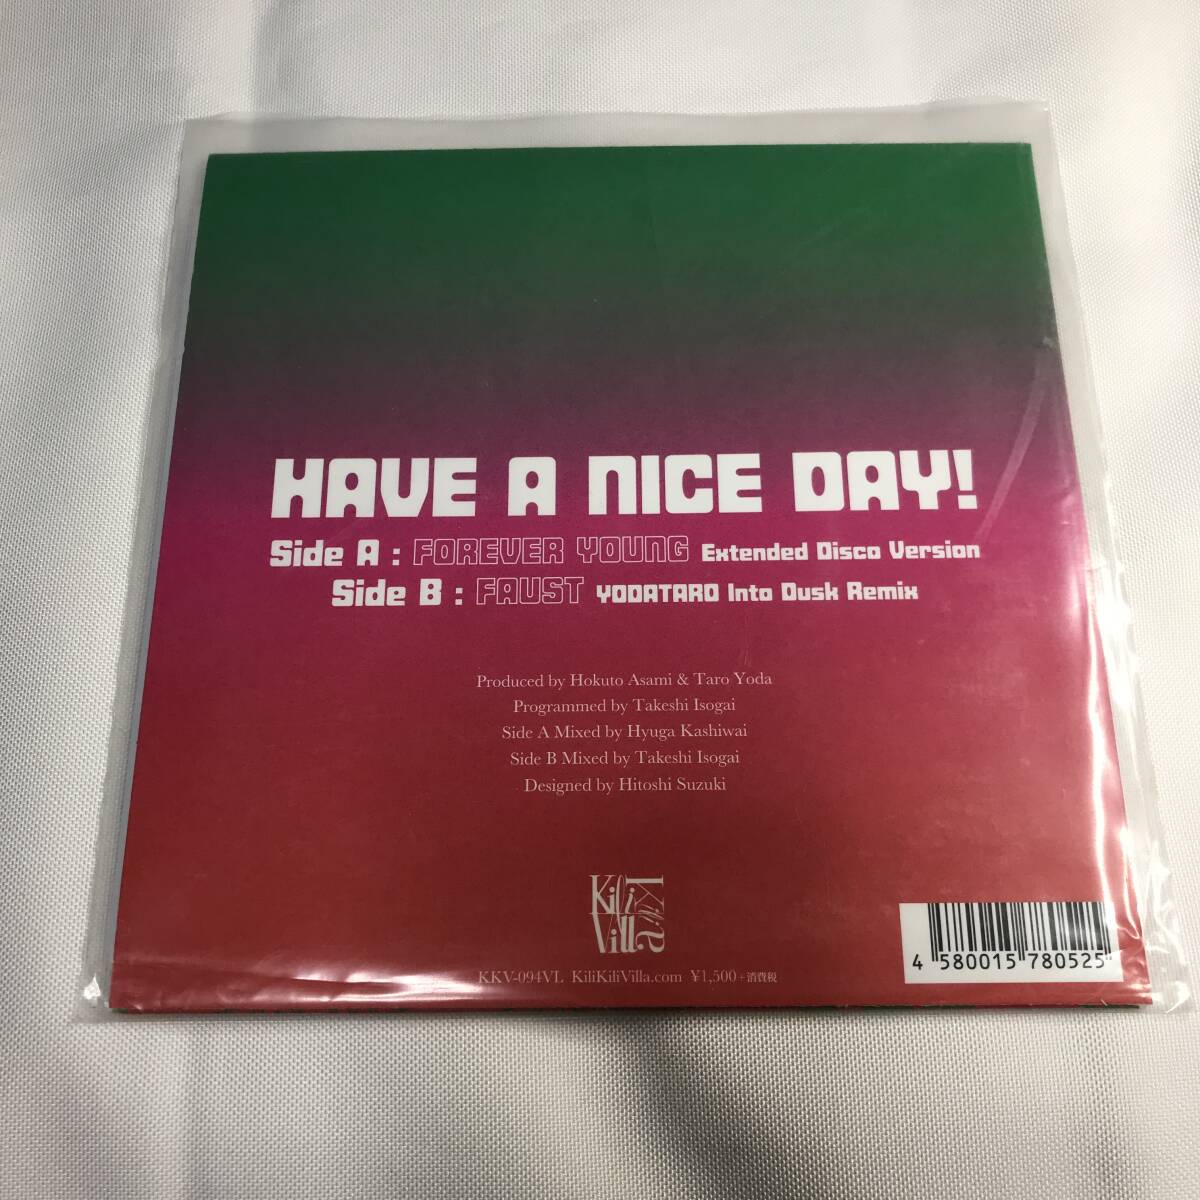 HAVE A NICE DAY!
Side A : FOREVER YOUNG Extended Disco Version
Side B : FAUST YODATARO Into Dusk Remix
Produced by Hokuto Asami & Taro Yoda
Programmed by Takeshi Isogai
Side A Mixed by Hyuga Kashiwai
Side B Mixed by Takeshi Isogai
Designed by Hitoshi Suzuki
Kili Kili
Villa
KKV-094VL KiliKiliVilla.com ¥1,500+消費税
4 580015 780525